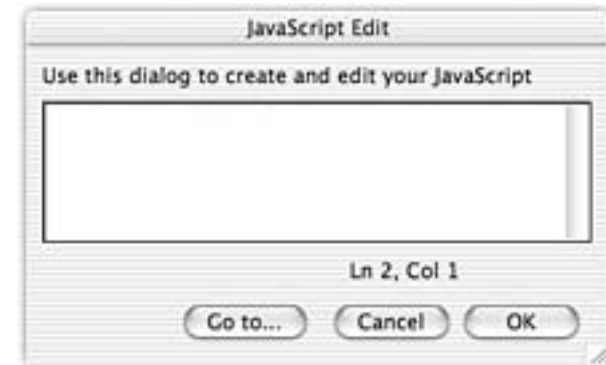 JavaScript Edit
Use this dialog to create and edit your JavaScript
Ln 2, Col 1
Go to... Cancel OK